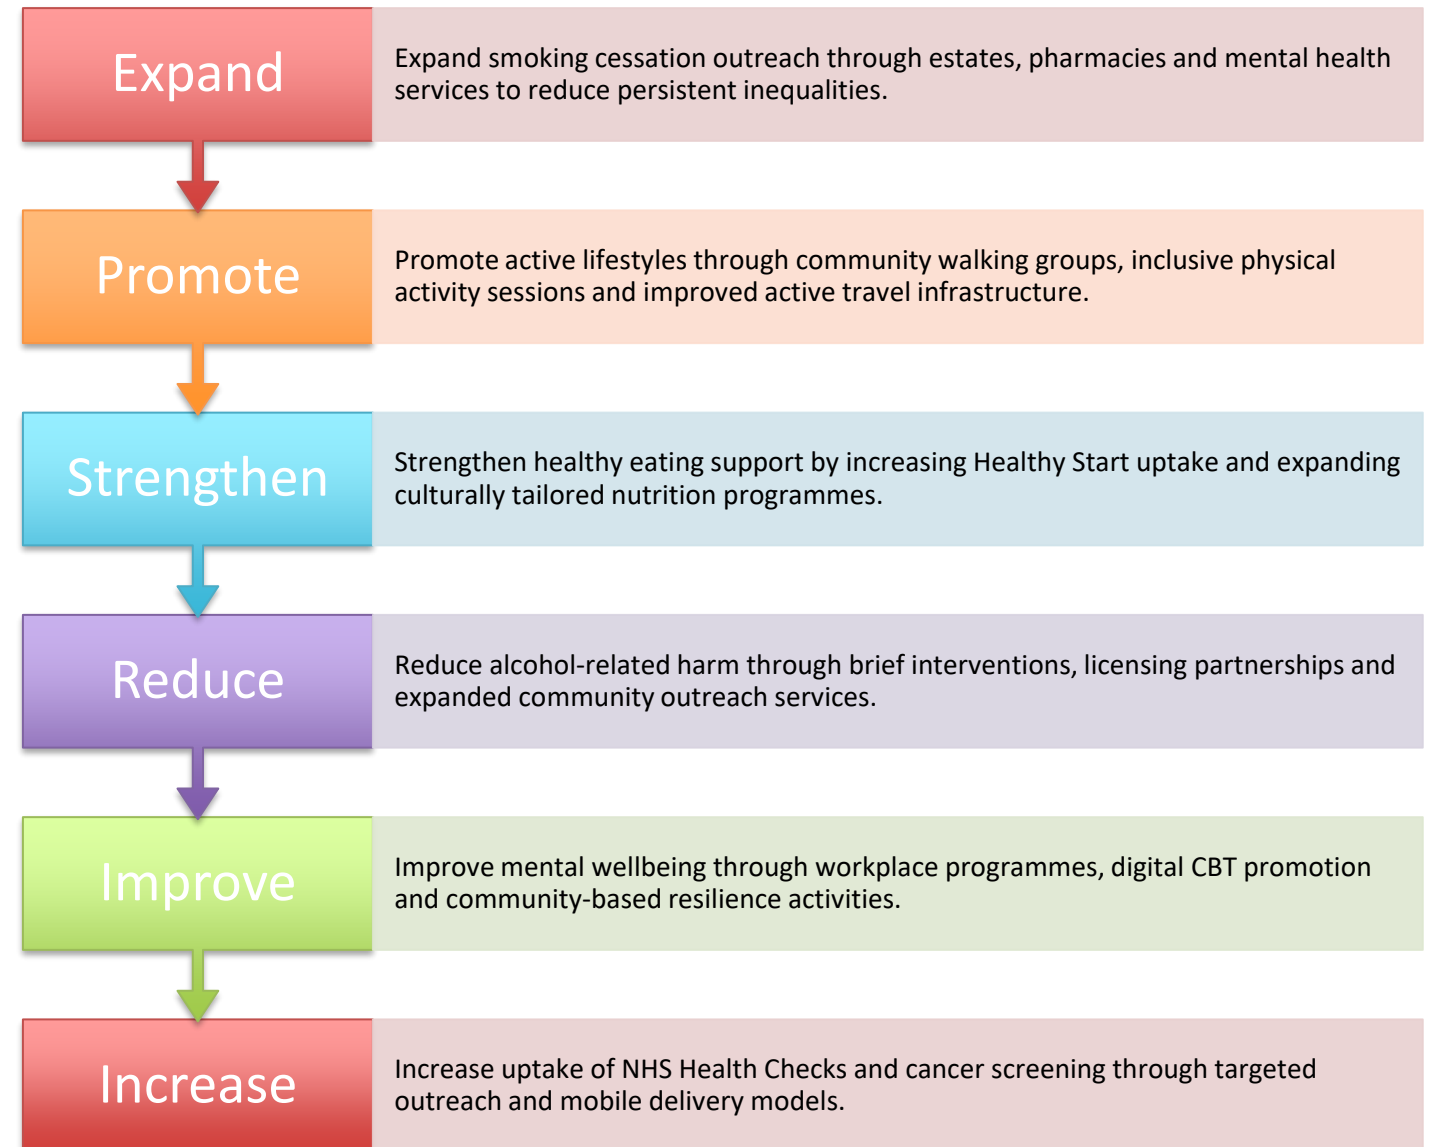 Expand
Expand smoking cessation outreach through estates, pharmacies and mental health
services to reduce persistent inequalities.
Promote
Promote active lifestyles through community walking groups, inclusive physical
activity sessions and improved active travel infrastructure.
Strengthen
Strengthen healthy eating support by increasing Healthy Start uptake and expanding
culturally tailored nutrition programmes.
Reduce
Reduce alcohol-related harm through brief interventions, licensing partnerships and
expanded community outreach services.
Improve
Improve mental wellbeing through workplace programmes, digital CBT promotion
and community-based resilience activities.
Increase
Increase uptake of NHS Health Checks and cancer screening through targeted
outreach and mobile delivery models.